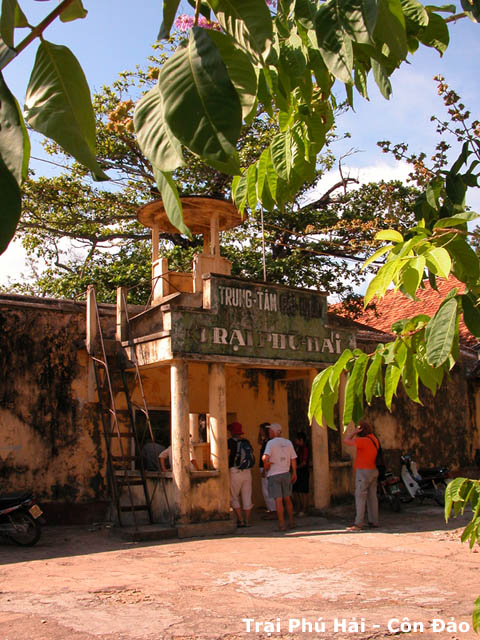 TRUNG-TÂM
TRẠI PHÚ-HẢI
Trại Phú Hải - Côn Đảo